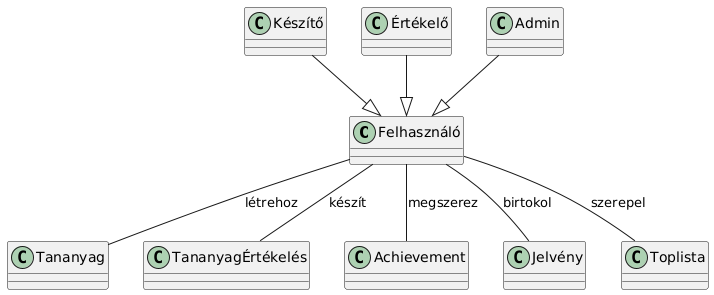 C Készítő
C Értékelő
C Admin
C Felhasználó
létrehoz
készít
megszerez
birtokol
szerepel
C Tananyag
C TananyagÉrtékelés
C Achievement
C Jelvény
C Toplista